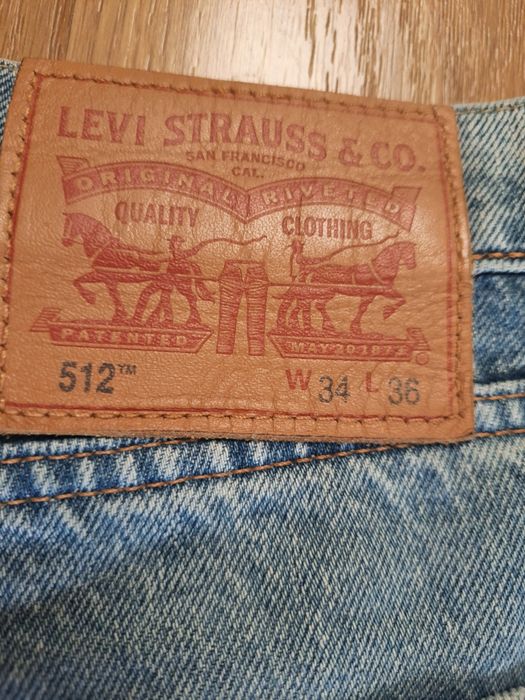 LEVI STRAUSS & CO.
SAN FRANCISCO
CAL.
ORIGINAL RIVETED
QUALITY CLOTHING
PATENTED MAY 20 1873
512™ W 34 L 36